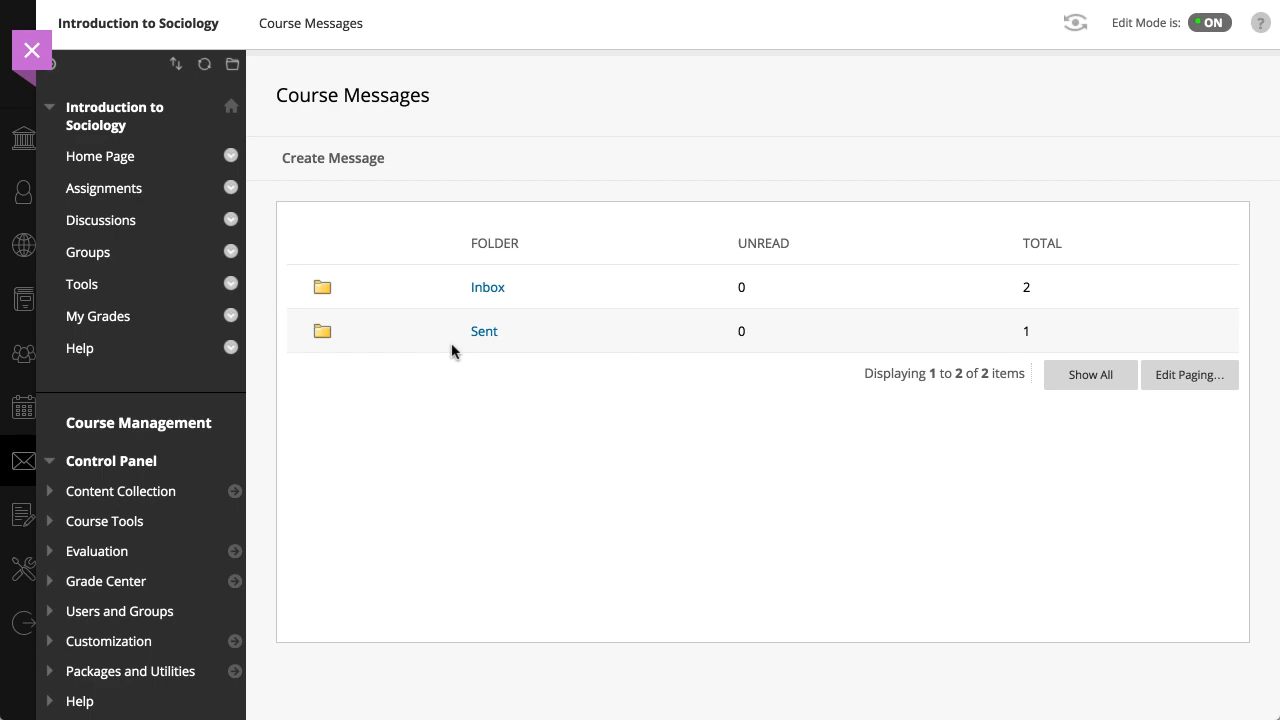 Introduction to Sociology
Course Messages
Edit Mode is:
ON
?
Introduction to
Sociology
Home Page
Assignments
Discussions
Groups
Tools
My Grades
Help
Course Management
Control Panel
Content Collection
Course Tools
Evaluation
Grade Center
Users and Groups
Customization
Packages and Utilities
Help
Course Messages
Create Message
FOLDER UNREAD TOTAL
Inbox 0 2
Sent 0 1
Displaying 1 to 2 of 2 items
Show All
Edit Paging...